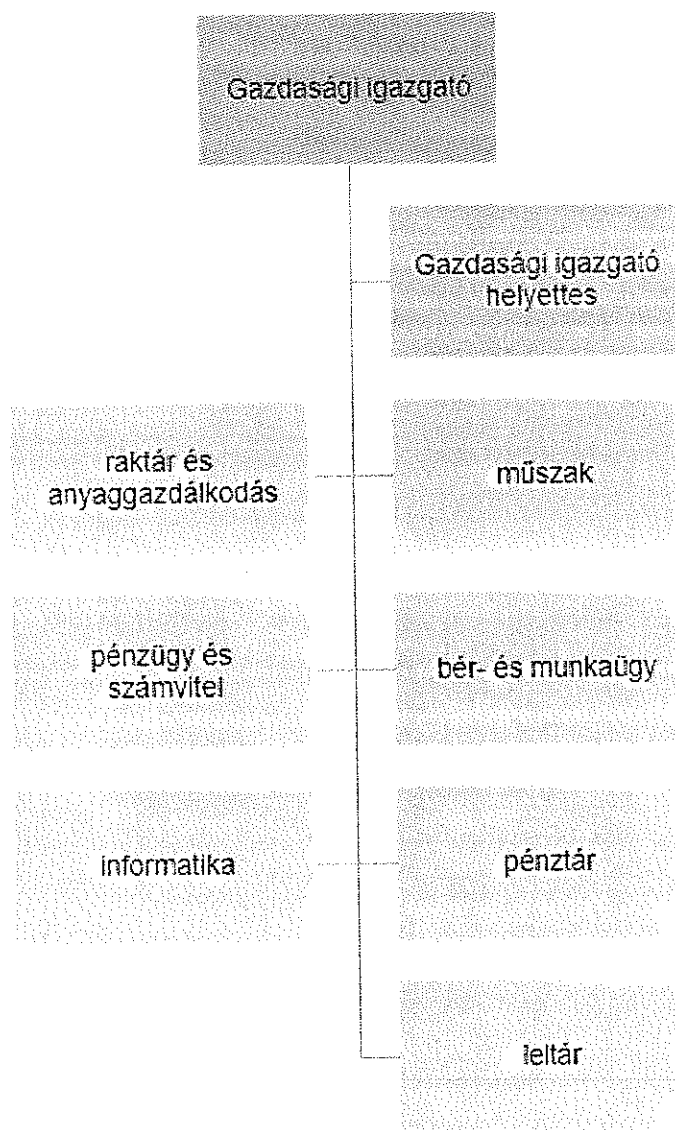 Gazdasági igazgató
Gazdasági igazgató
helyettes
raktár és
anyaggazdálkodás
műszak
pénzügy és
számvitel
bér- és munkaügy
informatika
pénztár
leltár